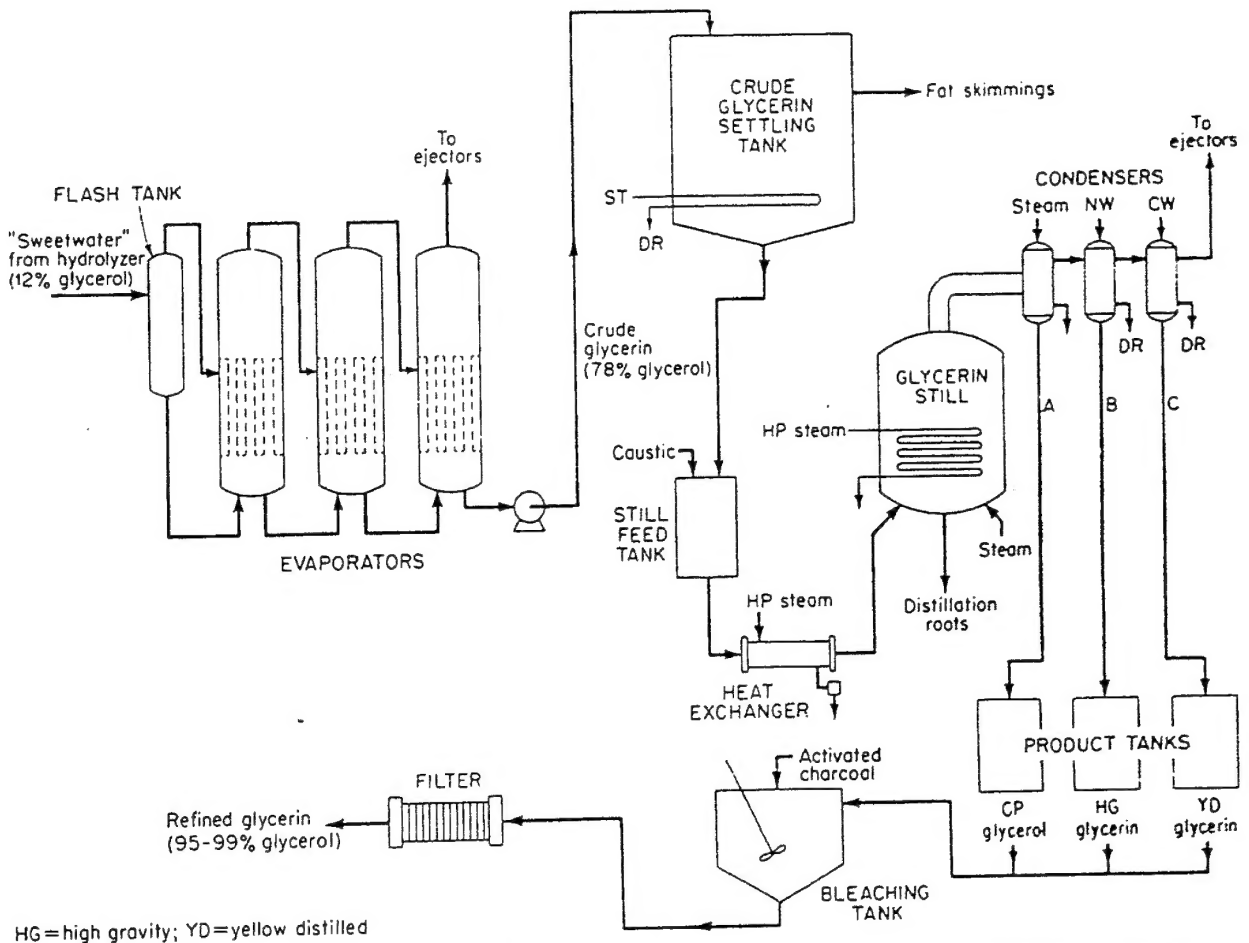 To
ejectors
FLASH TANK
"Sweetwater"
from hydrolyzer
(12% glycerol)
EVAPORATORS
CRUDE
GLYCERIN
SETTLING
TANK
Fat skimmings
ST
DR
Crude
glycerin
(78% glycerol)
To
ejectors
CONDENSERS
Steam
NW
CW
DR
DR
GLYCERIN
STILL
HP steam
A
B
C
Caustic
STILL
FEED
TANK
Steam
Distillation
roots
HP steam
HEAT
EXCHANGER
PRODUCT TANKS
CP
glycerol
HG
glycerin
YD
glycerin
Activated
charcoal
BLEACHING
TANK
FILTER
Refined glycerin
(95-99% glycerol)
HG=high gravity; YD=yellow distilled